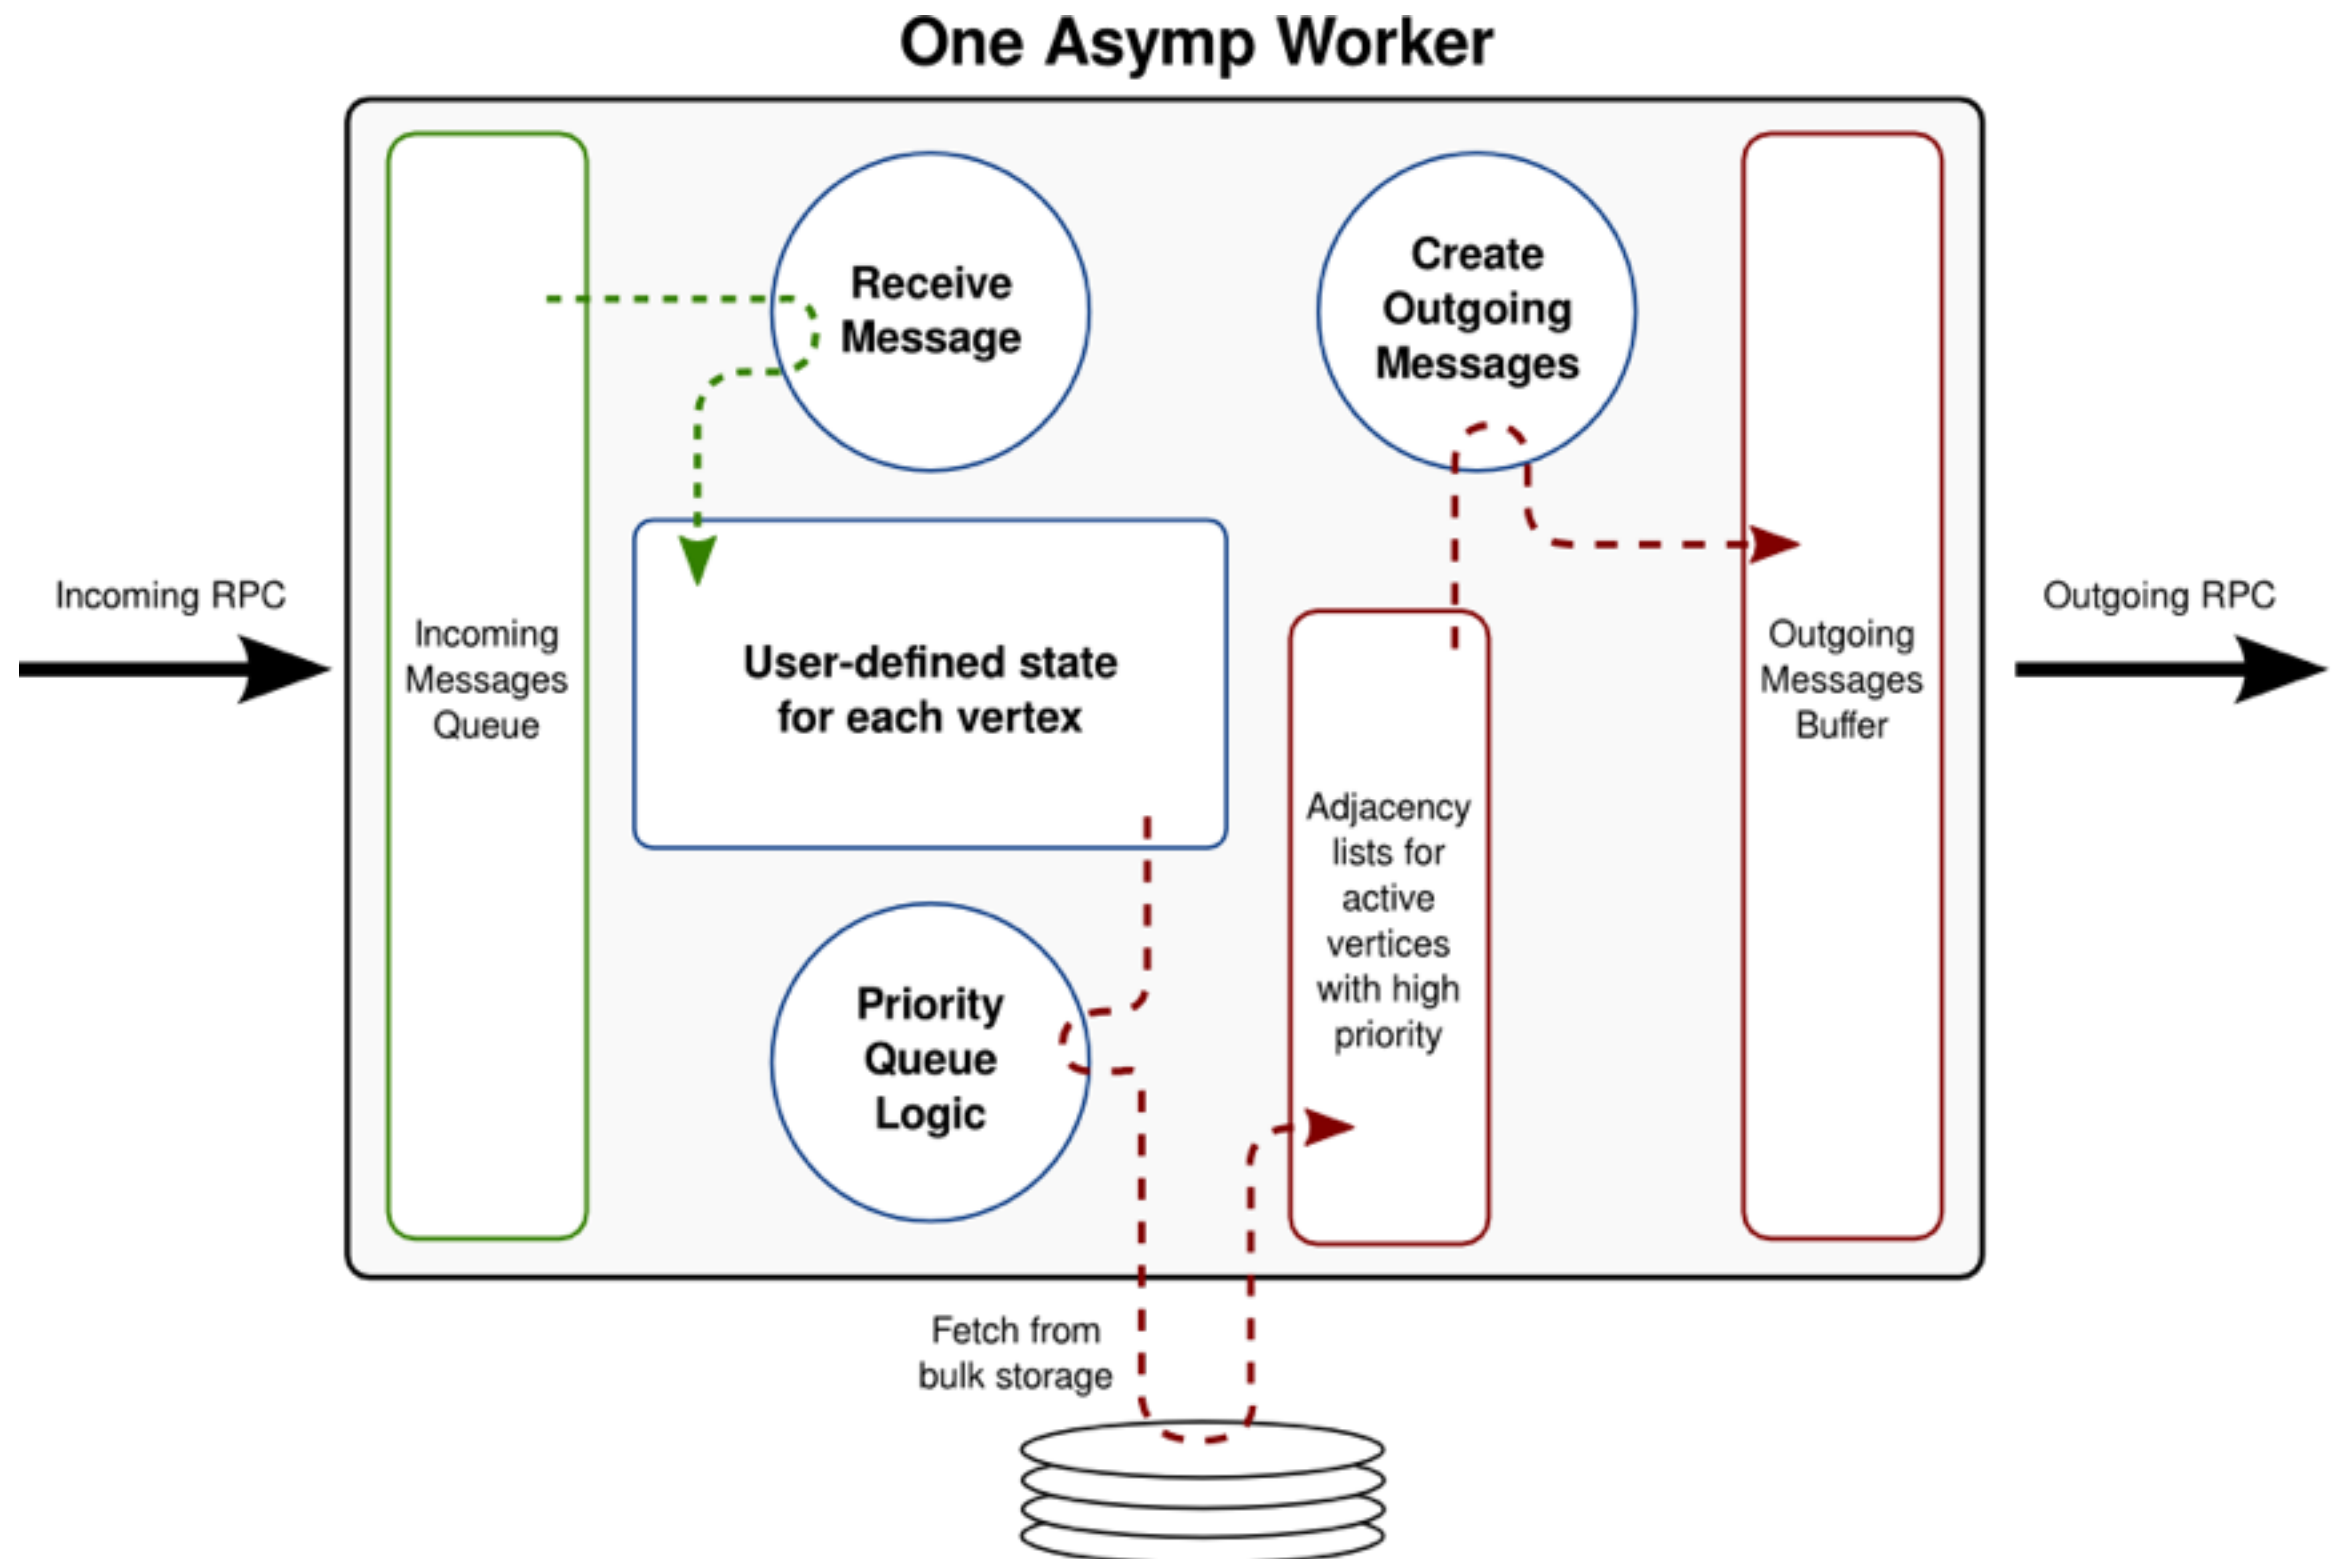 One Asymp Worker
Incoming RPC
Incoming
Messages
Queue
Receive
Message
User-defined state
for each vertex
Priority
Queue
Logic
Fetch from
bulk storage
Adjacency
lists for
active
vertices
with high
priority
Create
Outgoing
Messages
Outgoing
Messages
Buffer
Outgoing RPC